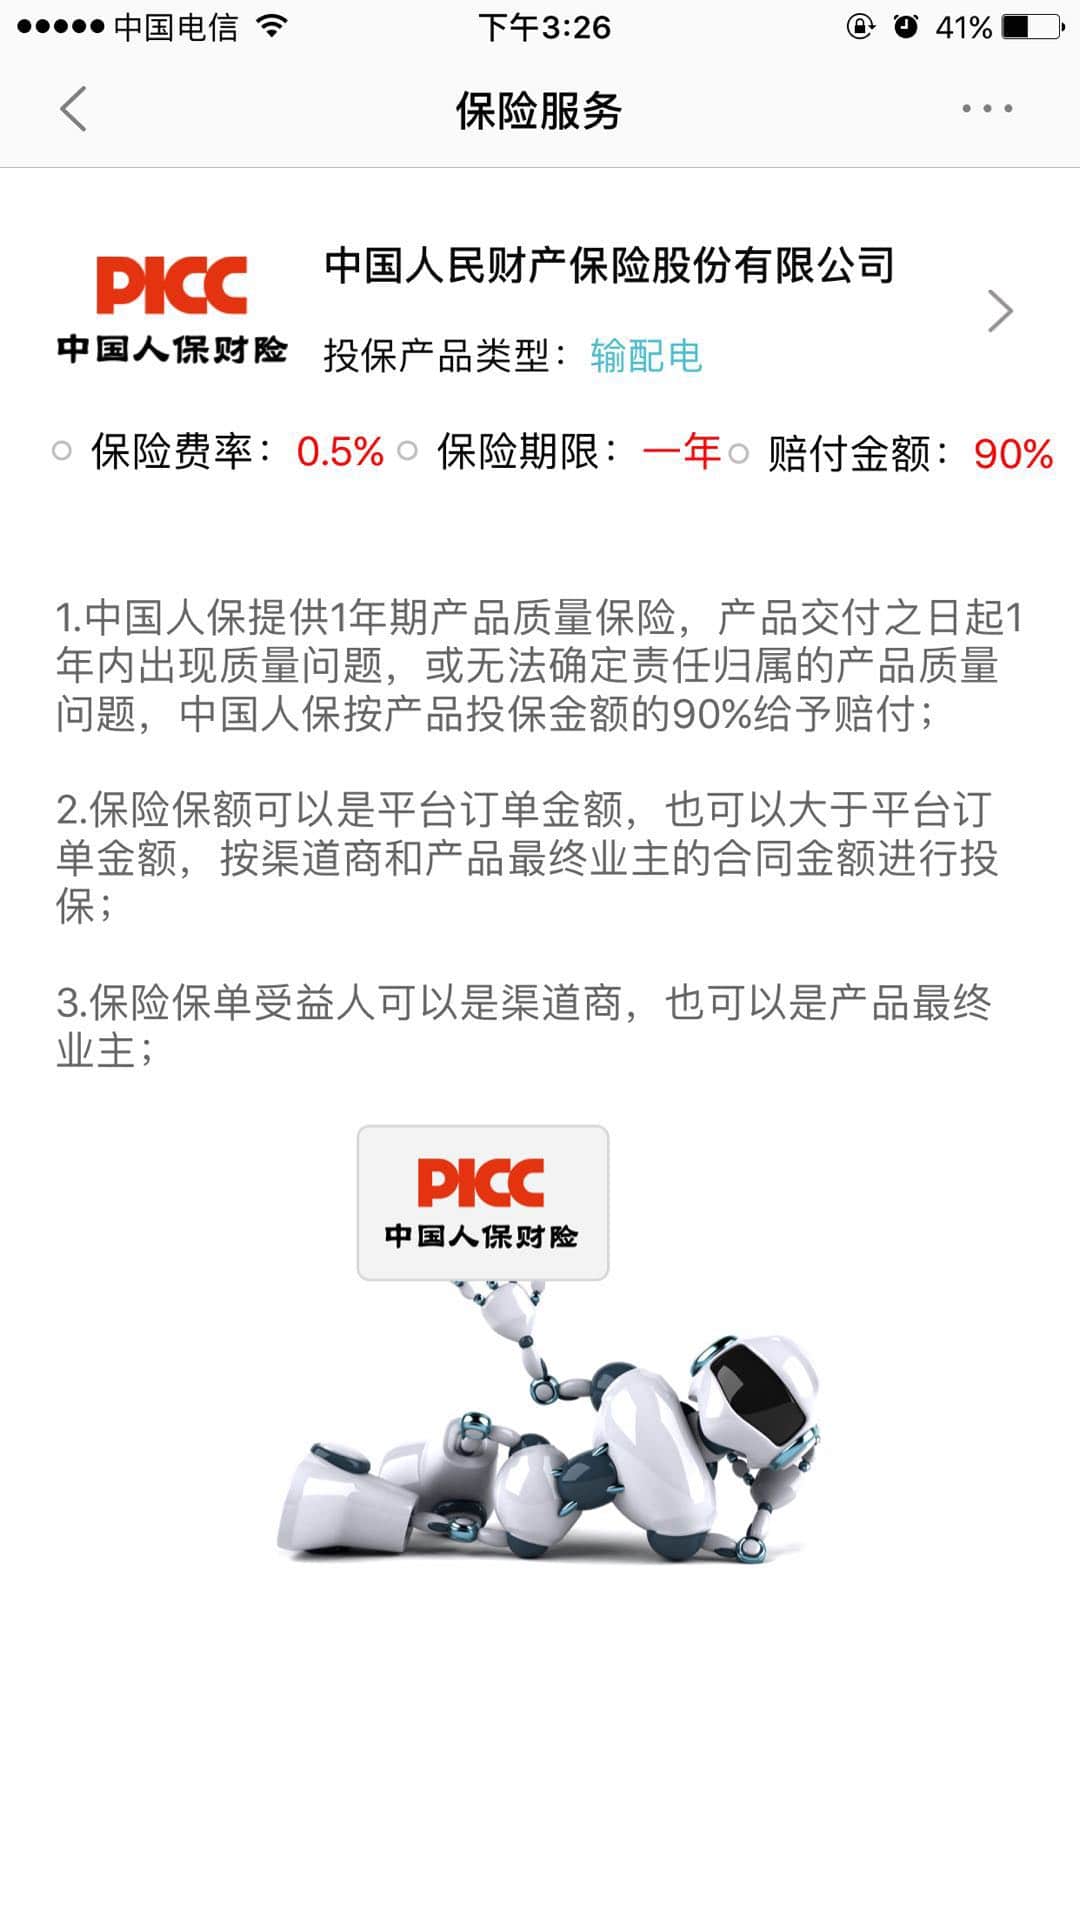 中国电信 下午3:26 41%
保险服务
PICC
中国人保财险
中国人民财产保险股份有限公司
投保产品类型：输配电
保险费率：0.5% 保险期限：一年 赔付金额：90%
1.中国人保提供1年期产品质量保险，产品交付之日起1
年内出现质量问题，或无法确定责任归属的产品质量
问题，中国人保按产品投保金额的90%给予赔付；
2.保险保额可以是平台订单金额，也可以大于平台订
单金额，按渠道商和产品最终业主的合同金额进行投
保；
3.保险保单受益人可以是渠道商，也可以是产品最终
业主；
PICC
中国人保财险